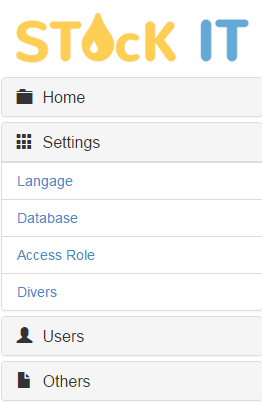 STOCK IT
Home
Settings
Langage
Database
Access Role
Divers
Users
Others